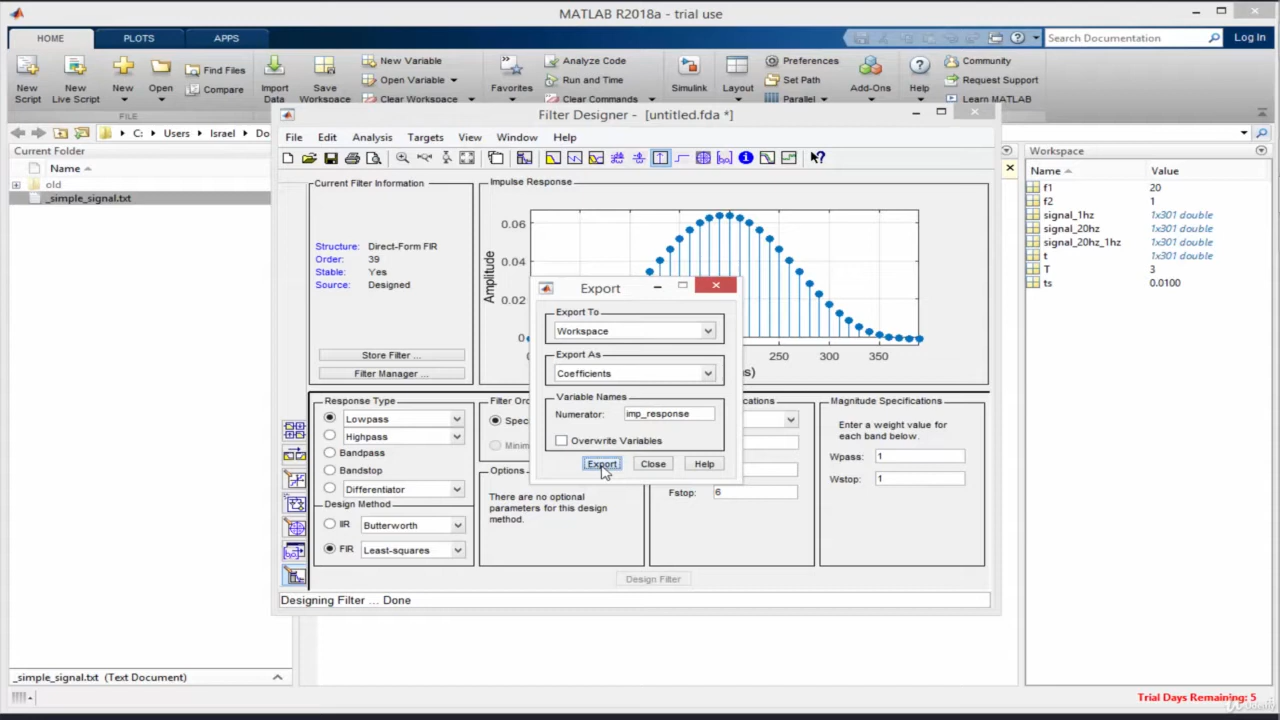 MATLAB R2018a - trial use
HOME PLOTS APPS
Search Documentation
Log In
New Script
New Live Script
New
Open
Find Files
Compare
FILE
Import Data
Save Workspace
New Variable
Open Variable
Clear Workspace
Favorites
Analyze Code
Run and Time
Clear Commands
Simulink
Layout
Preferences
Set Path
Parallel
Add-Ons
Help
Community
Request Support
Learn MATLAB
C: Users Israel Do
Current Folder
Name
old
_simple_signal.txt
Filter Designer - [untitled.fda *]
File Edit Analysis Targets View Window Help
Current Filter Information
Structure: Direct-Form FIR
Order: 39
Stable: Yes
Source: Designed
Store Filter ...
Filter Manager ...
Impulse Response
Amplitude
0.06
0.04
0.02
0
250 300 350
Export
Export To
Workspace
Export As
Coefficients
Variable Names
Numerator: imp_response
Overwrite Variables
Export Close Help
Response Type
Lowpass
Highpass
Bandpass
Bandstop
Differentiator
Design Method
IIR Butterworth
FIR Least-squares
Options
There are no optional
parameters for this design
method.
Fstop: 6
Magnitude Specifications
Enter a weight value for
each band below.
Wpass: 1
Wstop: 1
Design Filter
Designing Filter ... Done
Workspace
Name Value
f1 20
f2 1
signal_1hz 1x301 double
signal_20hz 1x301 double
signal_20hz_1hz 1x301 double
t 1x301 double
T 3
ts 0.0100
_simple_signal.txt (Text Document)
Trial Days Remaining: 5
Udemy